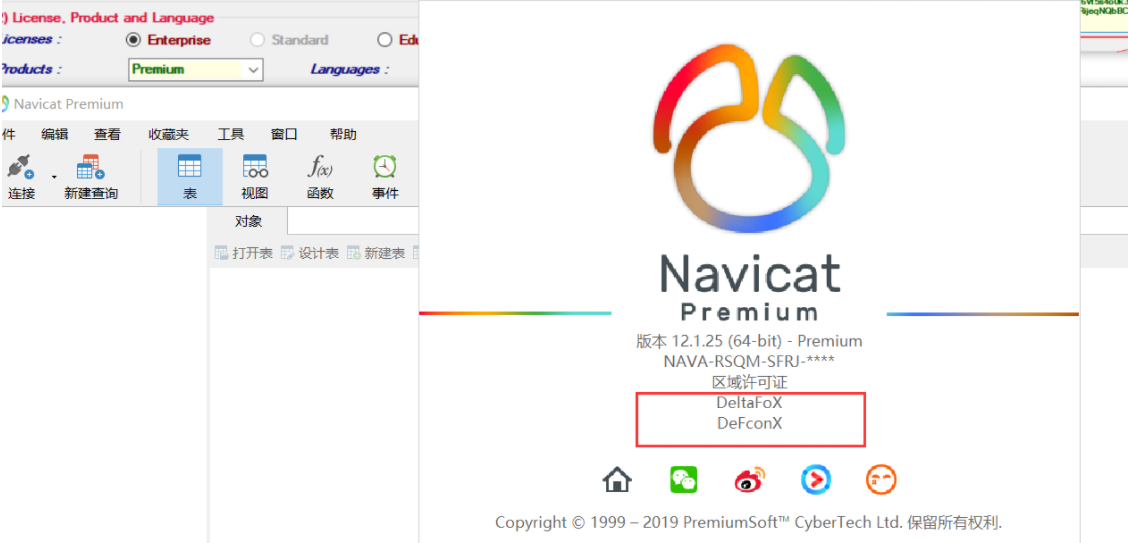 2) License, Product and Language
Licenses :
Enterprise
Standard
Products :
Premium
Languages :
Navicat Premium
件 编辑 查看 收藏夹 工具 窗口 帮助
连接 新建查询 表 视图 函数 事件
对象
打开表 设计表 新建表
Navicat
Premium
版本 12.1.25 (64-bit) - Premium
NAVA-RSQM-SFRJ-****
区域许可证
DeltaFoX
DeFconX
Copyright © 1999 – 2019 PremiumSoft™ CyberTech Ltd. 保留所有权利.